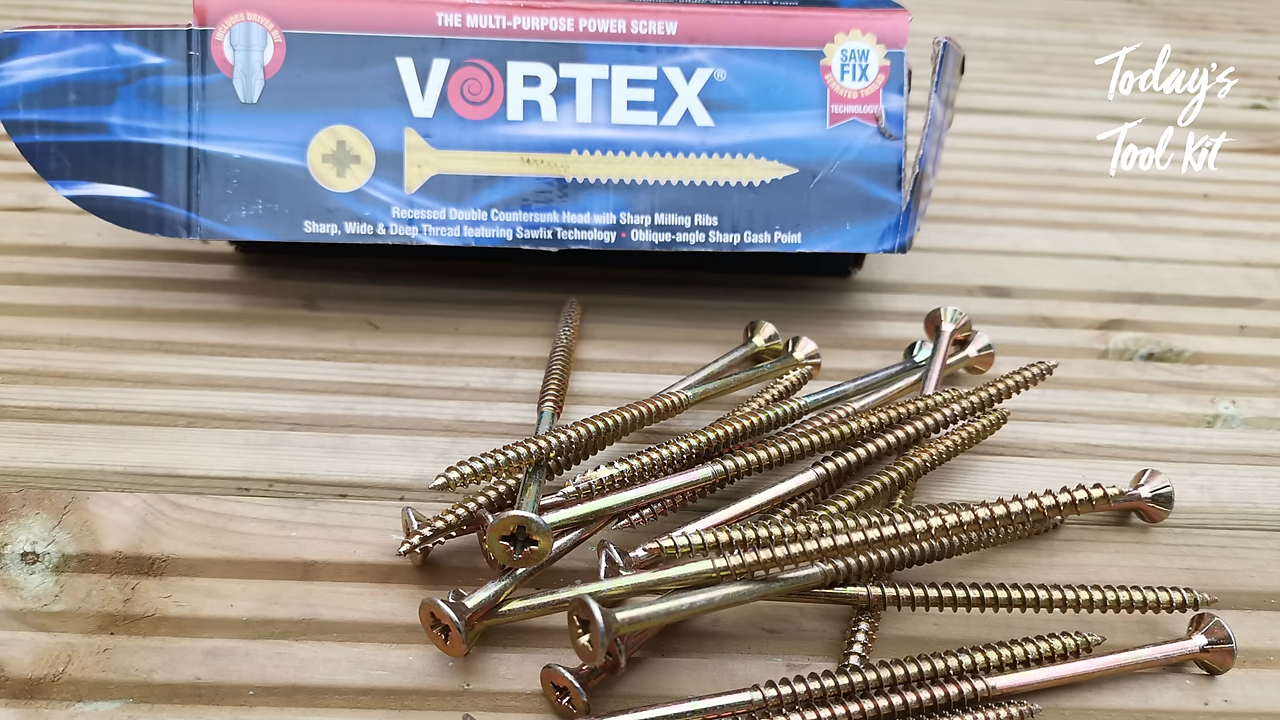 THE MULTI-PURPOSE POWER SCREW
INCLUDES DRIVER BIT
VORTEX®
SAW
FIX
SERRATED THREAD
TECHNOLOGY
Recessed Double Countersunk Head with Sharp Milling Ribs
Sharp, Wide & Deep Thread featuring Sawfix Technology • Oblique-angle Sharp Gash Point
Today's
Tool Kit